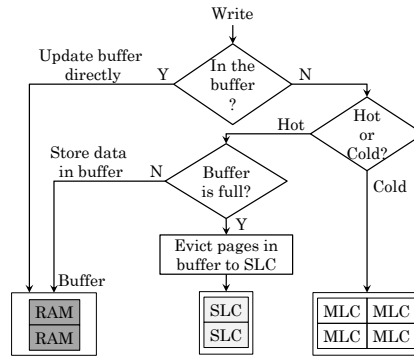 Write
Update buffer
directly
Y
In the
buffer
?
N
Hot
or
Cold?
Hot
Store data
in buffer
N
Buffer
is full?
Cold
Y
Evict pages in
buffer to SLC
Buffer
RAM
RAM
SLC
SLC
MLC MLC
MLC MLC